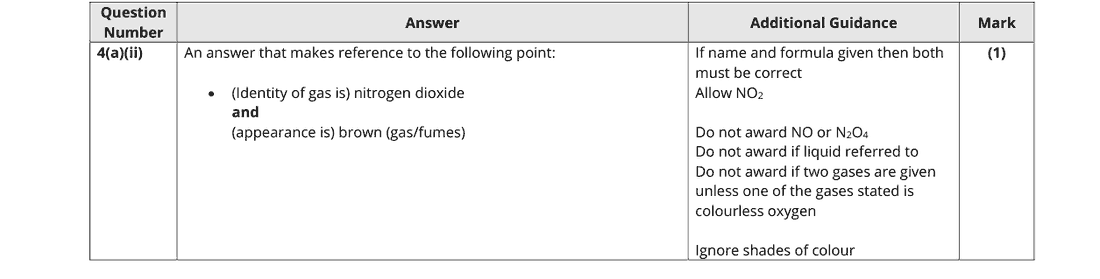 Question Number
Answer
Additional Guidance
Mark
4(a)(ii)
An answer that makes reference to the following point:
• (Identity of gas is) nitrogen dioxide
and
(appearance is) brown (gas/fumes)
If name and formula given then both
must be correct
Allow NO₂
Do not award NO or N₂O₄
Do not award if liquid referred to
Do not award if two gases are given
unless one of the gases stated is
colourless oxygen
Ignore shades of colour
(1)